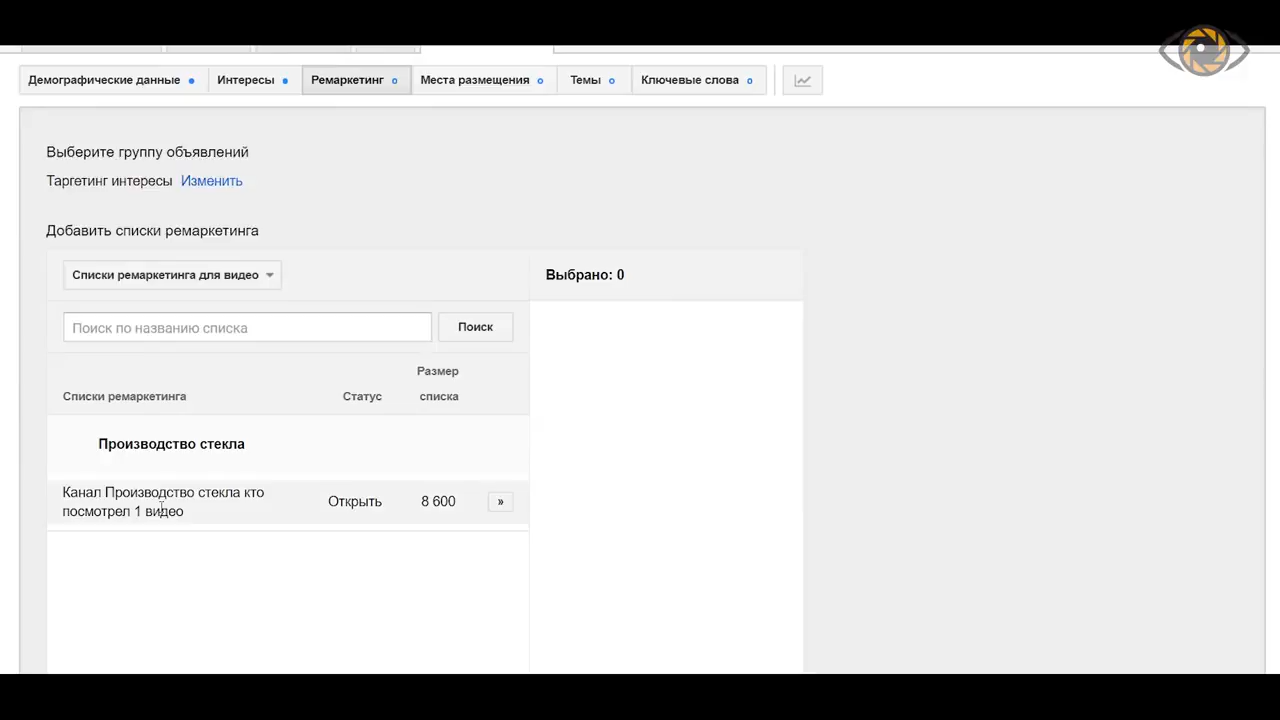 Демографические данные Интересы Ремаркетинг Места размещения Темы Ключевые слова
Выберите группу объявлений
Таргетинг интересы Изменить
Добавить списки ремаркетинга
Списки ремаркетинга для видео Выбрано: 0
Поиск по названию списка Поиск
Списки ремаркетинга Статус Размер
списка
Производство стекла
Канал Производство стекла кто
посмотрел 1 видео Открыть 8 600 »